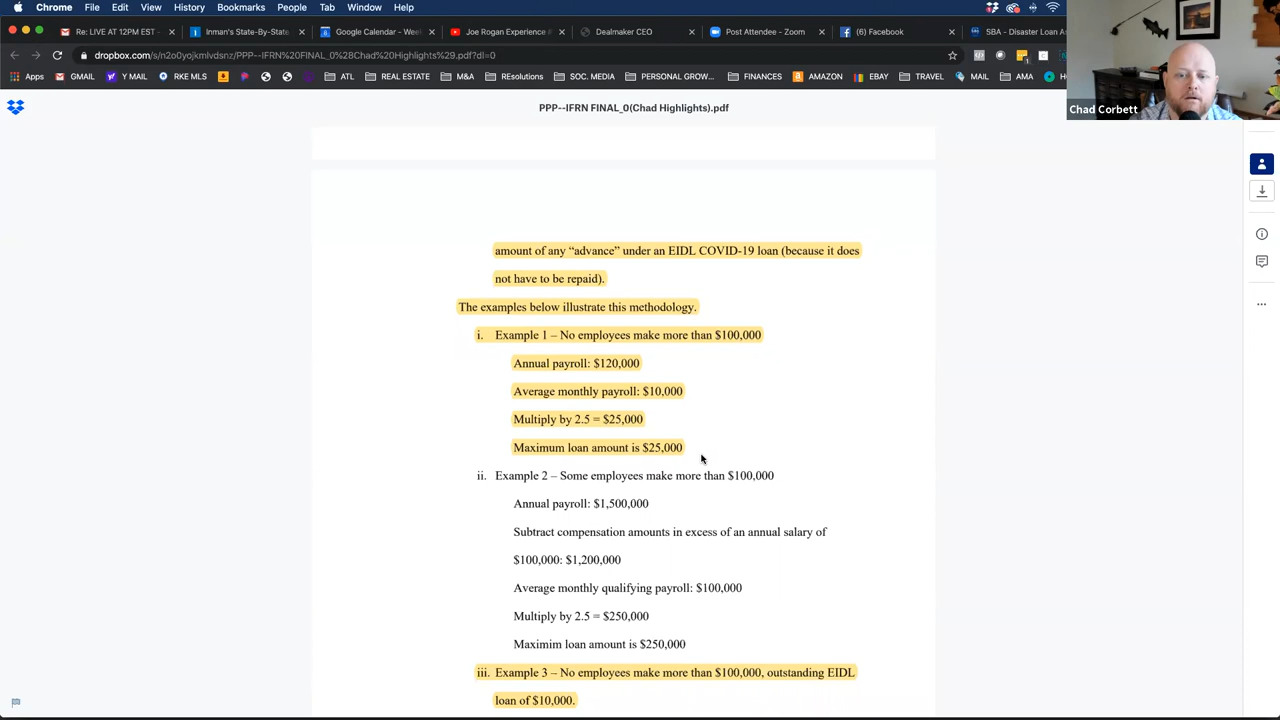 Chrome File Edit View History Bookmarks People Tab Window Help
Re: LIVE AT 12PM EST - Inman's State-By-State Google Calendar - Wee Joe Rogan Experience # Dealmaker CEO Post Attendee - Zoom (8) Facebook SBA - Disaster Loan As
dropbox.com/s/n2o0yojkmlvdsnz/PPP--IFRN%20FINAL_0%28Chad%20Highlights%29.pdf?dl=0
Apps GMAIL Y MAIL RKE MLS ATL REAL ESTATE M&A REsolutions SOC. MEDIA PERSONAL GROW... FINANCES AMAZON EBAY TRAVEL MAIL AMA
Chad Corbett
PPP--IFRN FINAL_0(Chad Highlights).pdf
amount of any “advance” under an EIDL COVID-19 loan (because it does
not have to be repaid).
The examples below illustrate this methodology.
i. Example 1 – No employees make more than $100,000
Annual payroll: $120,000
Average monthly payroll: $10,000
Multiply by 2.5 = $25,000
Maximum loan amount is $25,000
ii. Example 2 – Some employees make more than $100,000
Annual payroll: $1,500,000
Subtract compensation amounts in excess of an annual salary of
$100,000: $1,200,000
Average monthly qualifying payroll: $100,000
Multiply by 2.5 = $250,000
Maximim loan amount is $250,000
iii. Example 3 – No employees make more than $100,000, outstanding EIDL
loan of $10,000.